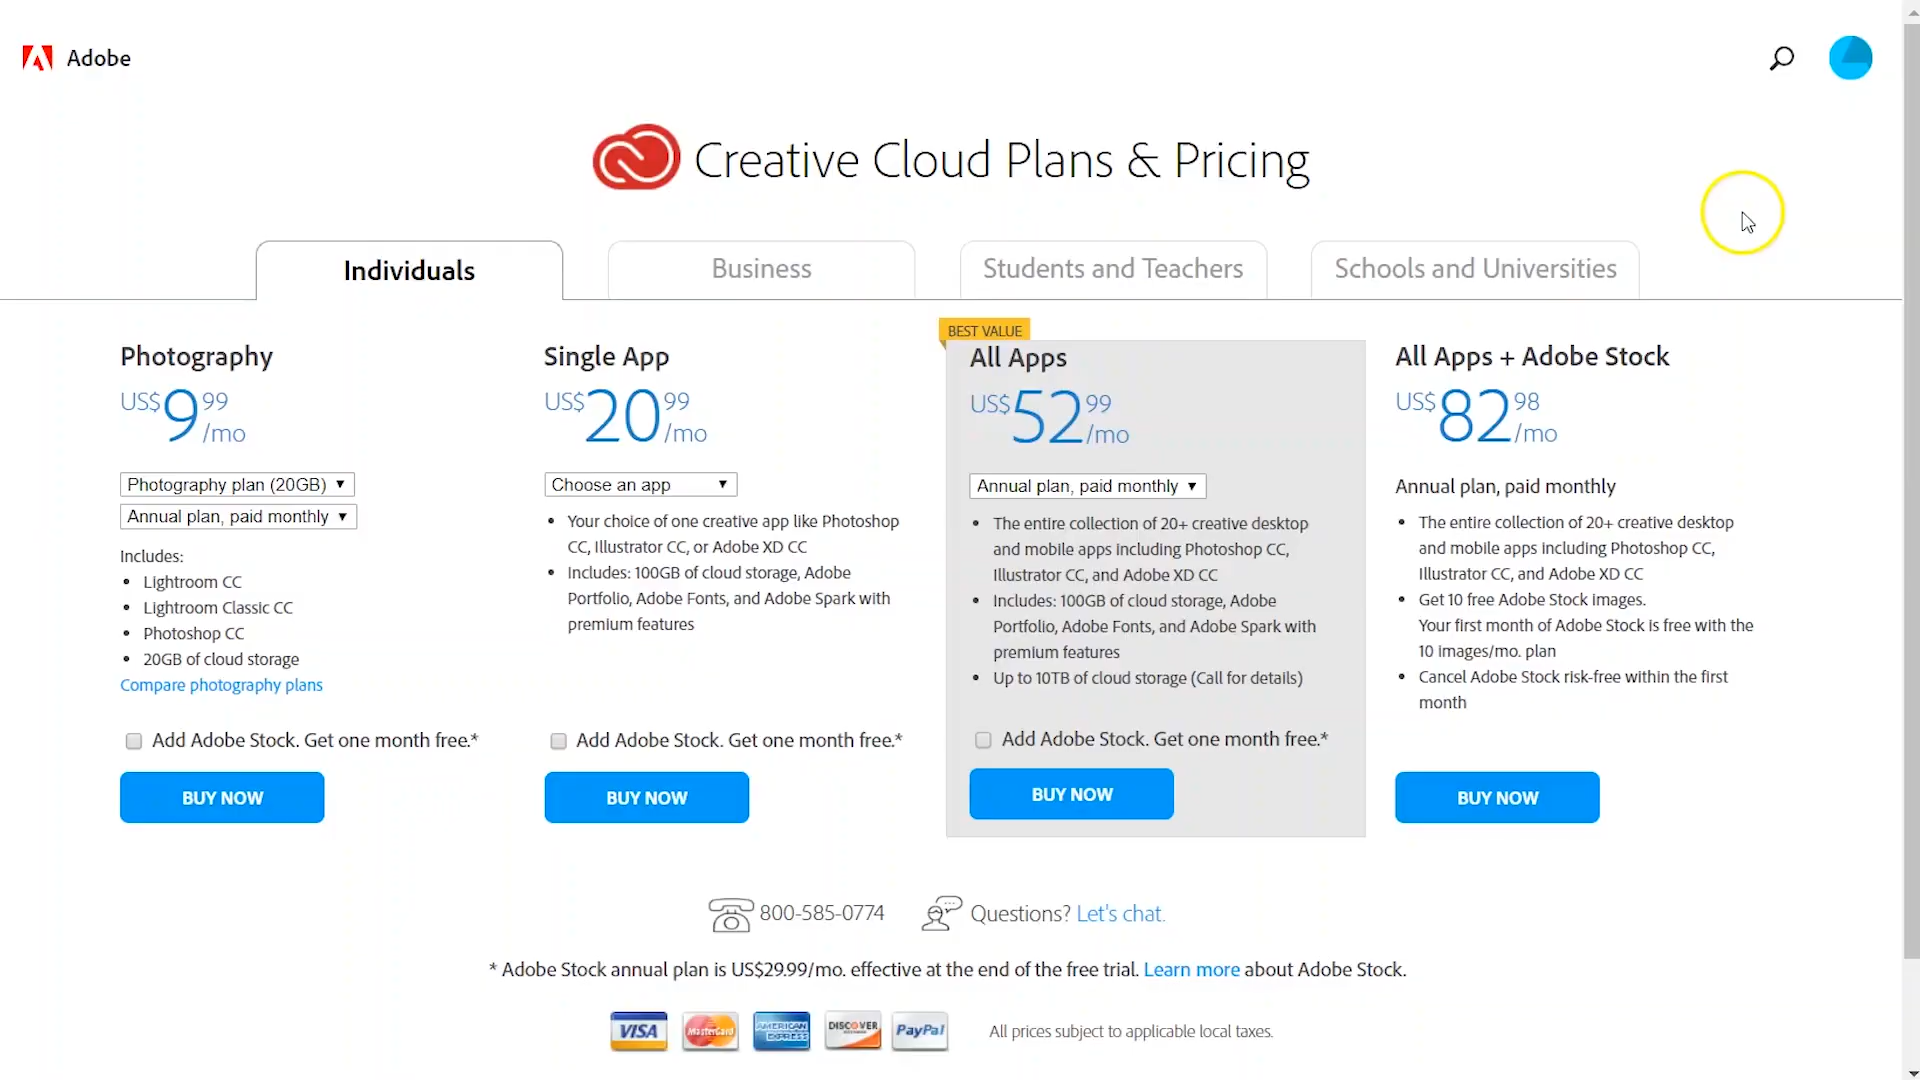 Adobe
Creative Cloud Plans & Pricing
Individuals
Business
Students and Teachers
Schools and Universities
Photography
US$9.99/mo
Photography plan (20GB)
Annual plan, paid monthly
Includes:
Lightroom CC
Lightroom Classic CC
Photoshop CC
20GB of cloud storage
Compare photography plans
Add Adobe Stock. Get one month free.*
BUY NOW
Single App
US$20.99/mo
Choose an app
Your choice of one creative app like Photoshop
CC, Illustrator CC, or Adobe XD CC
Includes: 100GB of cloud storage, Adobe
Portfolio, Adobe Fonts, and Adobe Spark with
premium features
Add Adobe Stock. Get one month free.*
BUY NOW
BEST VALUE
All Apps
US$52.99/mo
Annual plan, paid monthly
The entire collection of 20+ creative desktop
and mobile apps including Photoshop CC,
Illustrator CC, and Adobe XD CC
Includes: 100GB of cloud storage, Adobe
Portfolio, Adobe Fonts, and Adobe Spark with
premium features
Up to 10TB of cloud storage (Call for details)
Add Adobe Stock. Get one month free.*
BUY NOW
All Apps + Adobe Stock
US$82.98/mo
Annual plan, paid monthly
The entire collection of 20+ creative desktop
and mobile apps including Photoshop CC,
Illustrator CC, and Adobe XD CC
Get 10 free Adobe Stock images.
Your first month of Adobe Stock is free with the
10 images/mo. plan
Cancel Adobe Stock risk-free within the first
month
BUY NOW
800-585-0774
Questions? Let's chat.
* Adobe Stock annual plan is US$29.99/mo. effective at the end of the free trial. Learn more about Adobe Stock.
VISA
MasterCard
AMERICAN EXPRESS
DISCOVER
PayPal
All prices subject to applicable local taxes.